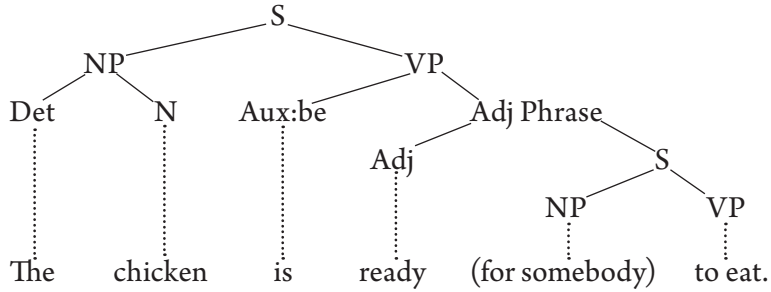 S
NP VP
Det N Aux:be Adj Phrase
Adj S
NP VP
The chicken is ready (for somebody) to eat.